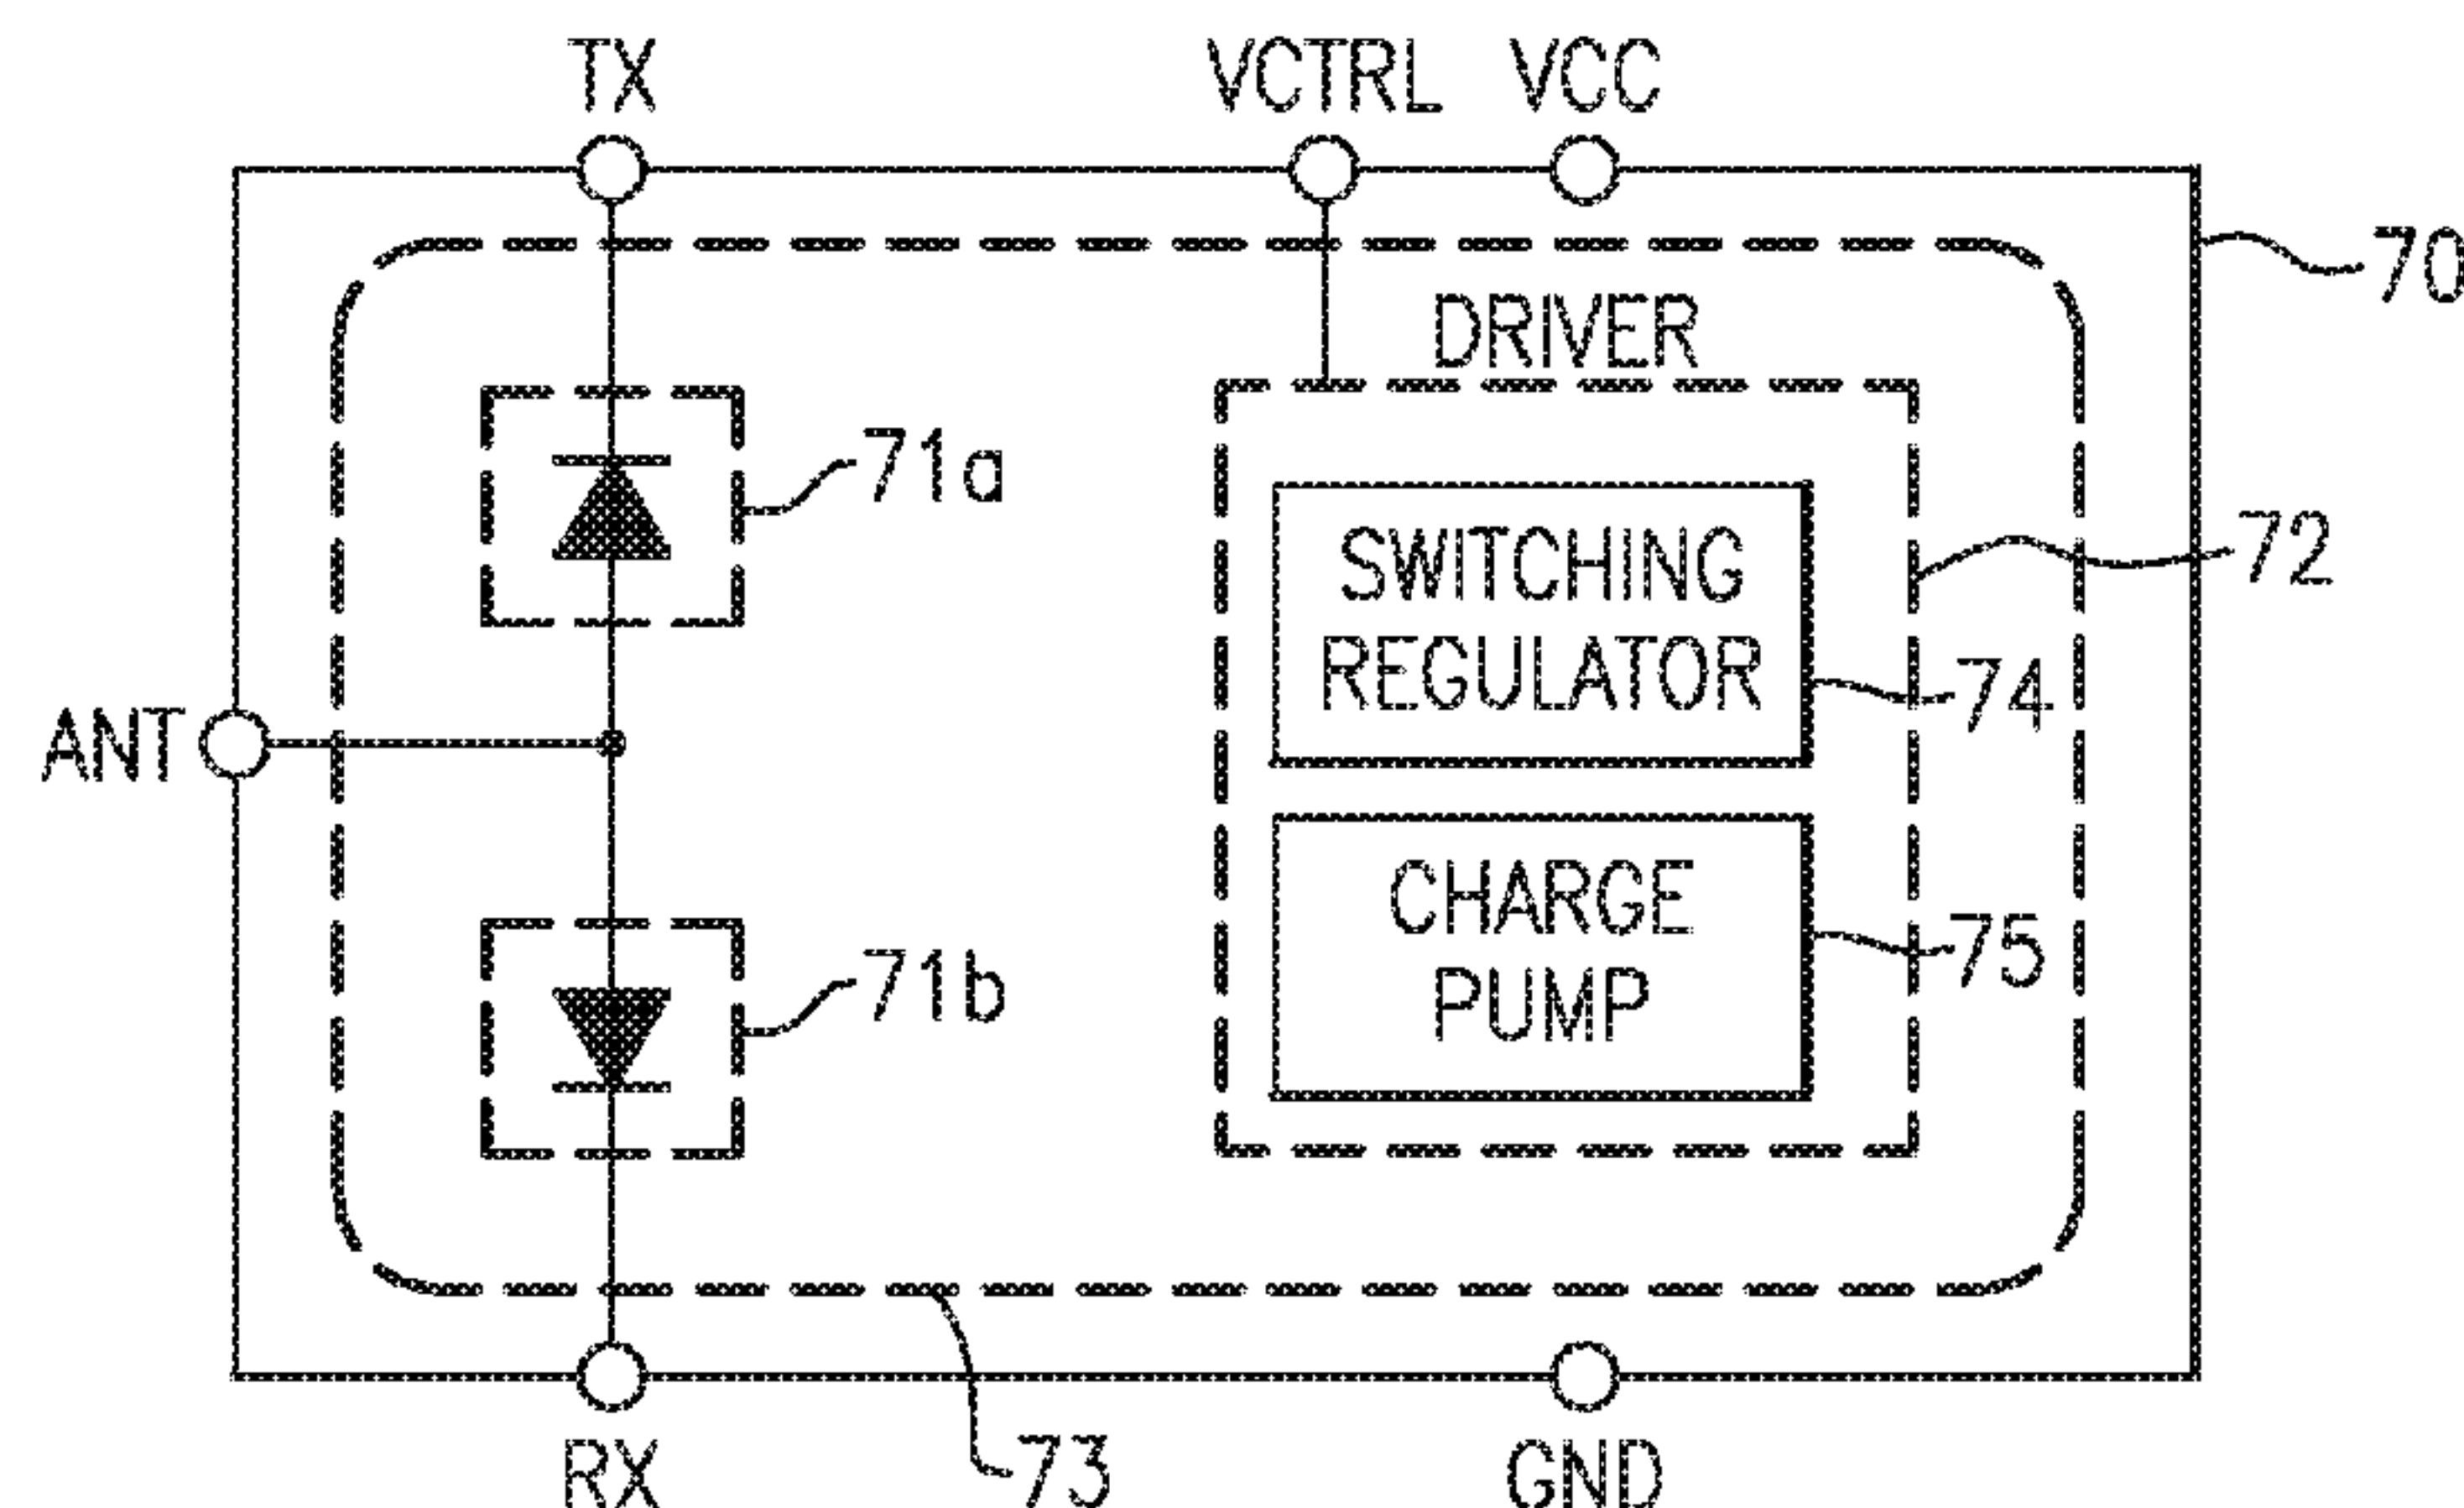 TX
VCTRL VCC
70
DRIVER
71a
SWITCHING
REGULATOR
72
74
ANT
CHARGE
PUMP
75
71b
RX
73
GND